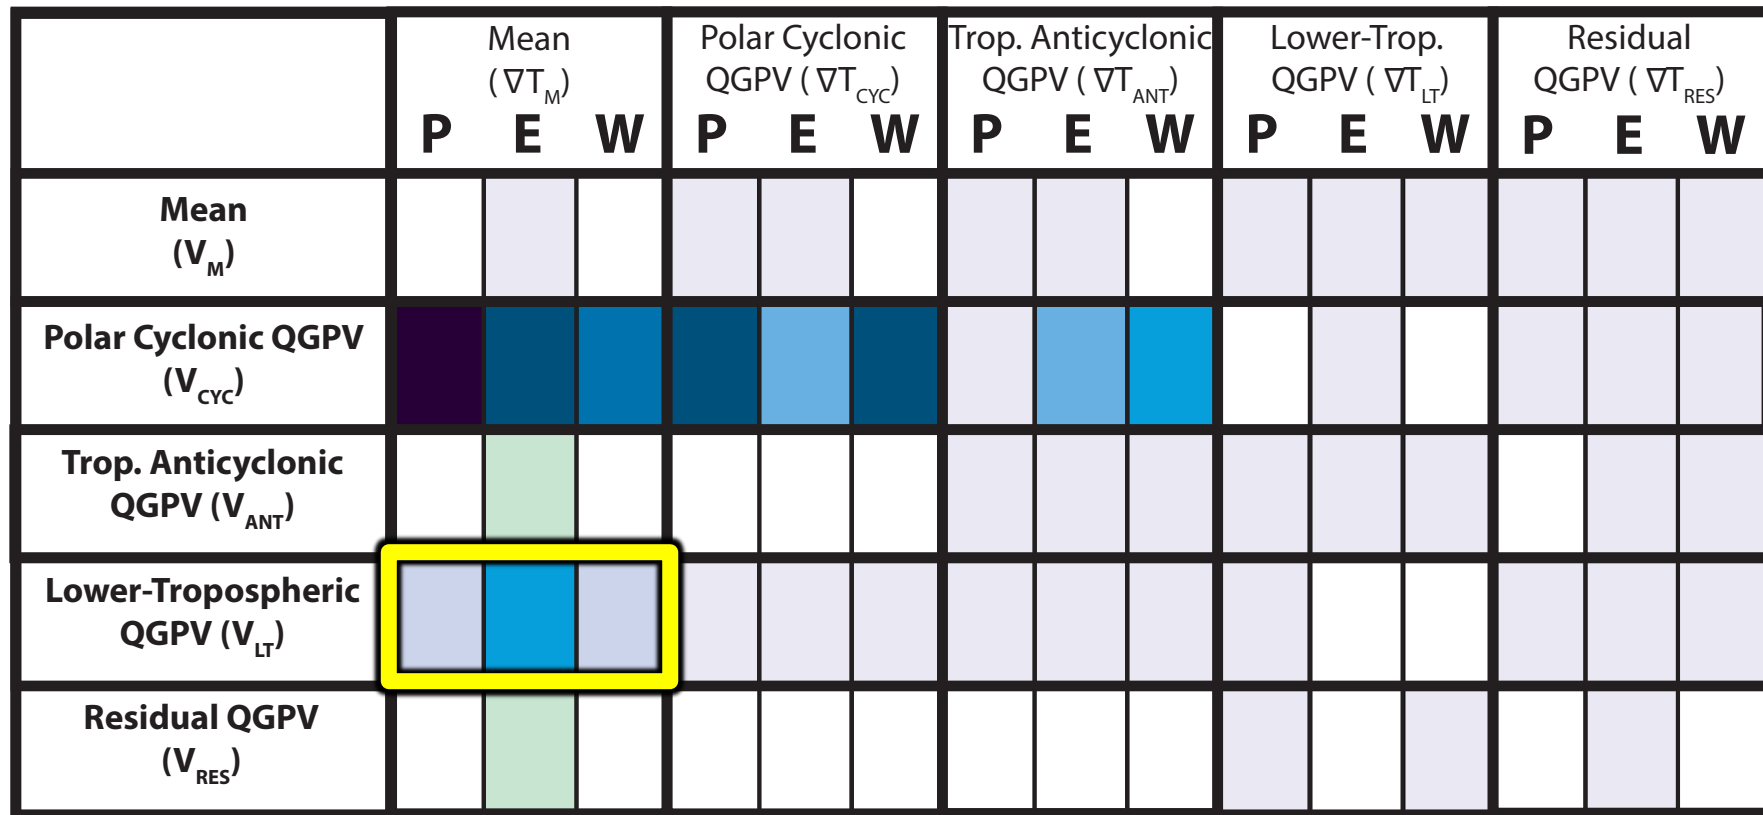 Mean
(∇T_M)
P E W
Polar Cyclonic
QGPV (∇T_CYC)
P E W
Trop. Anticyclonic
QGPV (∇T_ANT)
P E W
Lower-Trop.
QGPV (∇T_LT)
P E W
Residual
QGPV (∇T_RES)
P E W
Mean
(V_M)
Polar Cyclonic QGPV
(V_CYC)
Trop. Anticyclonic
QGPV (V_ANT)
Lower-Tropospheric
QGPV (V_LT)
Residual QGPV
(V_RES)